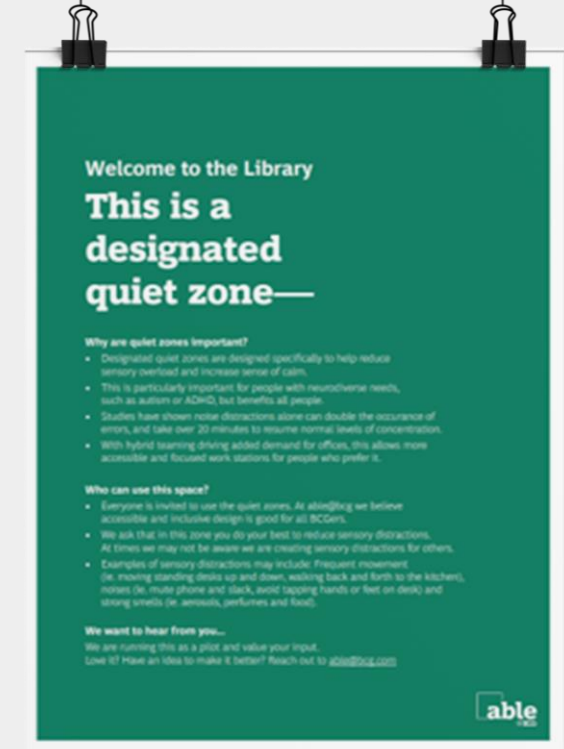 Welcome to the Library
This is a
designated
quiet zone—
Why are quiet zones important?
• Designated quiet zones are designed specifically to help reduce
sensory overload and increase sense of calm.
• This is particularly important for people with neurodiverse needs,
such as autism or ADHD, but benefits all people.
• Studies have shown noise distractions alone can double the occurance of
errors, and take over 20 minutes to resume normal levels of concentration.
• With hybrid teaming driving added demand for offices, this allows more
accessible and focused work stations for people who prefer it.
Who can use this space?
• Everyone is invited to use the quiet zones. At able@bcg we believe
accessible and inclusive design is good for all BCGers.
• We ask that in this zone you do your best to reduce sensory distractions.
At times we may not be aware we are creating sensory distractions for others.
• Examples of sensory distractions may include: Frequent movement
(ie, moving standing desks up and down, walking back and forth to the kitchen),
noises (ie, mute phone and slack, avoid tapping hands or feet on desk) and
strong smells (ie. aerosols, perfumes and food).
We want to hear from you...
We are running this as a pilot and value your input.
Love it? Have an idea to make it better? Reach out to able@bcg.com
able